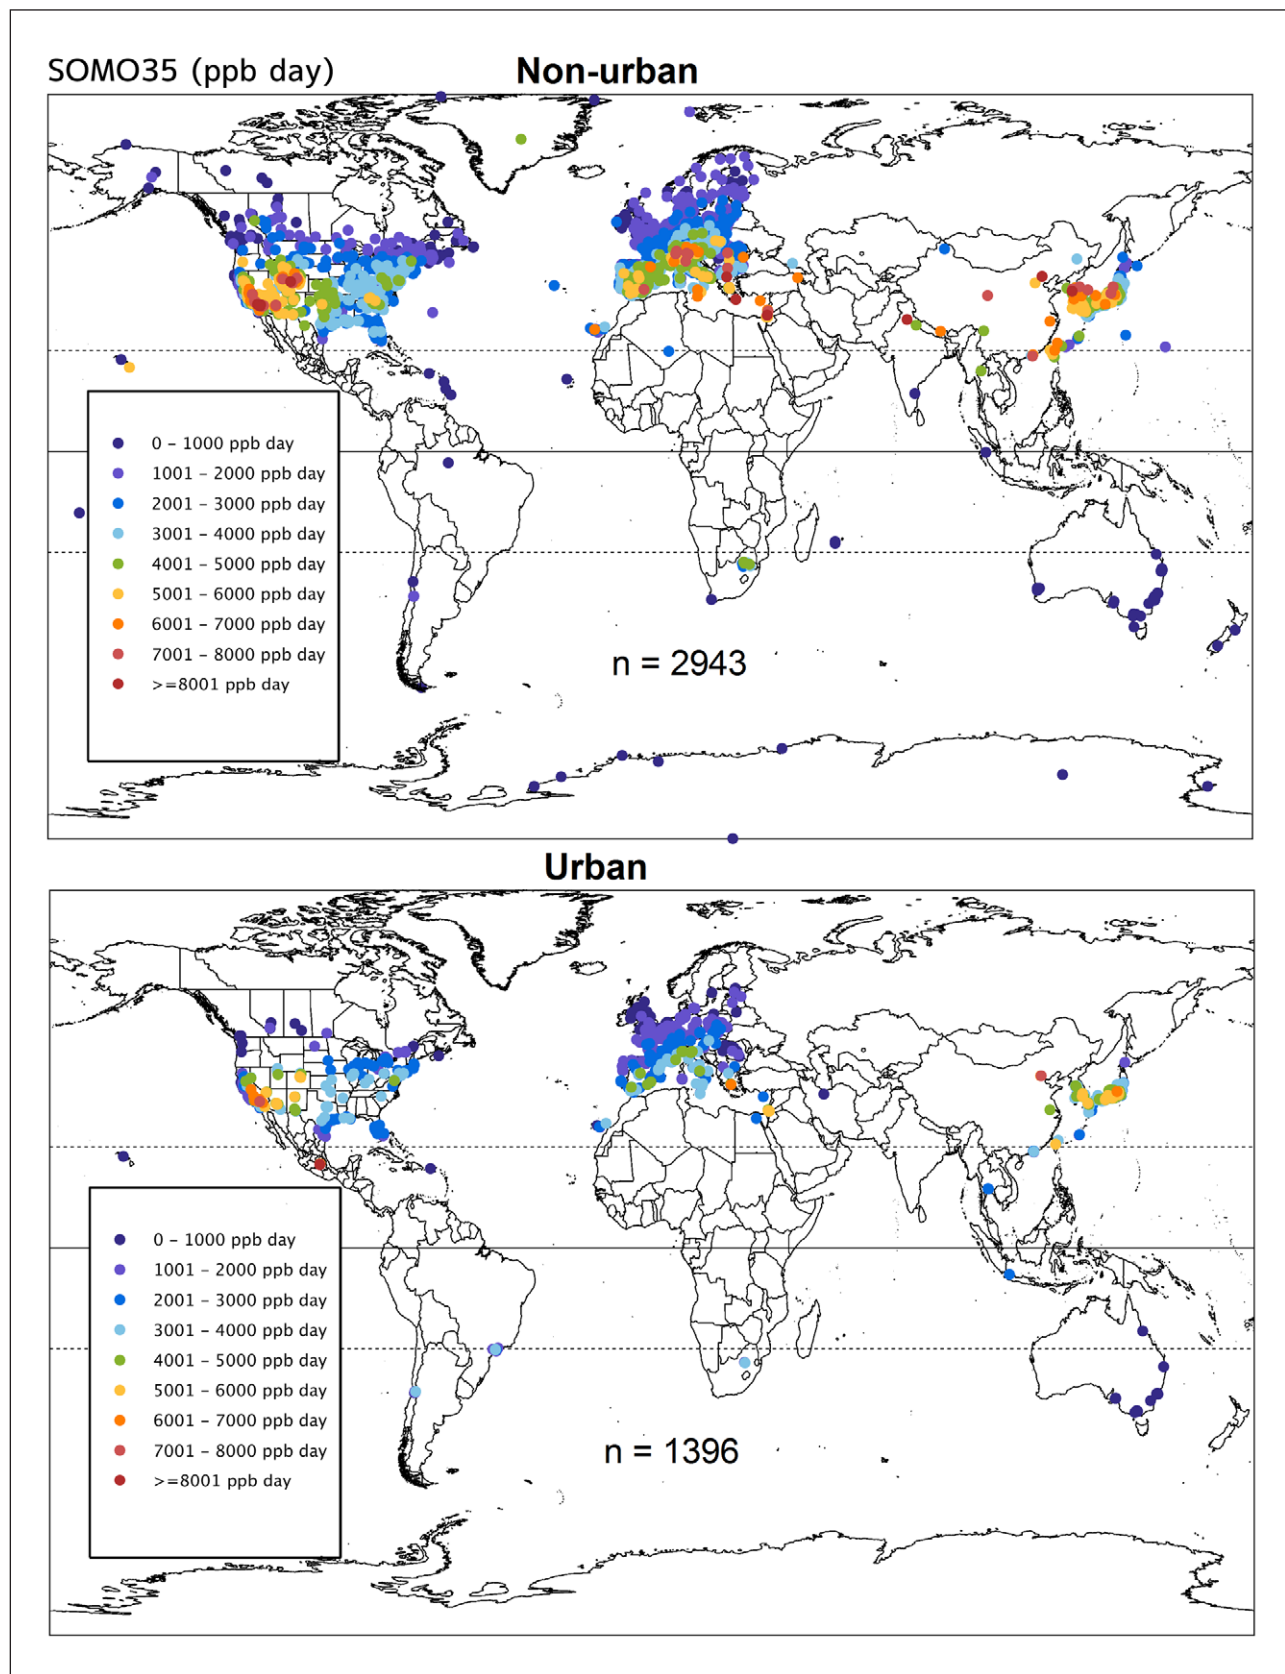 SOMO35 (ppb day)
Non-urban
0 – 1000 ppb day
1001 – 2000 ppb day
2001 – 3000 ppb day
3001 – 4000 ppb day
4001 – 5000 ppb day
5001 – 6000 ppb day
6001 – 7000 ppb day
7001 – 8000 ppb day
>=8001 ppb day
n = 2943
Urban
0 – 1000 ppb day
1001 – 2000 ppb day
2001 – 3000 ppb day
3001 – 4000 ppb day
4001 – 5000 ppb day
5001 – 6000 ppb day
6001 – 7000 ppb day
7001 – 8000 ppb day
>=8001 ppb day
n = 1396